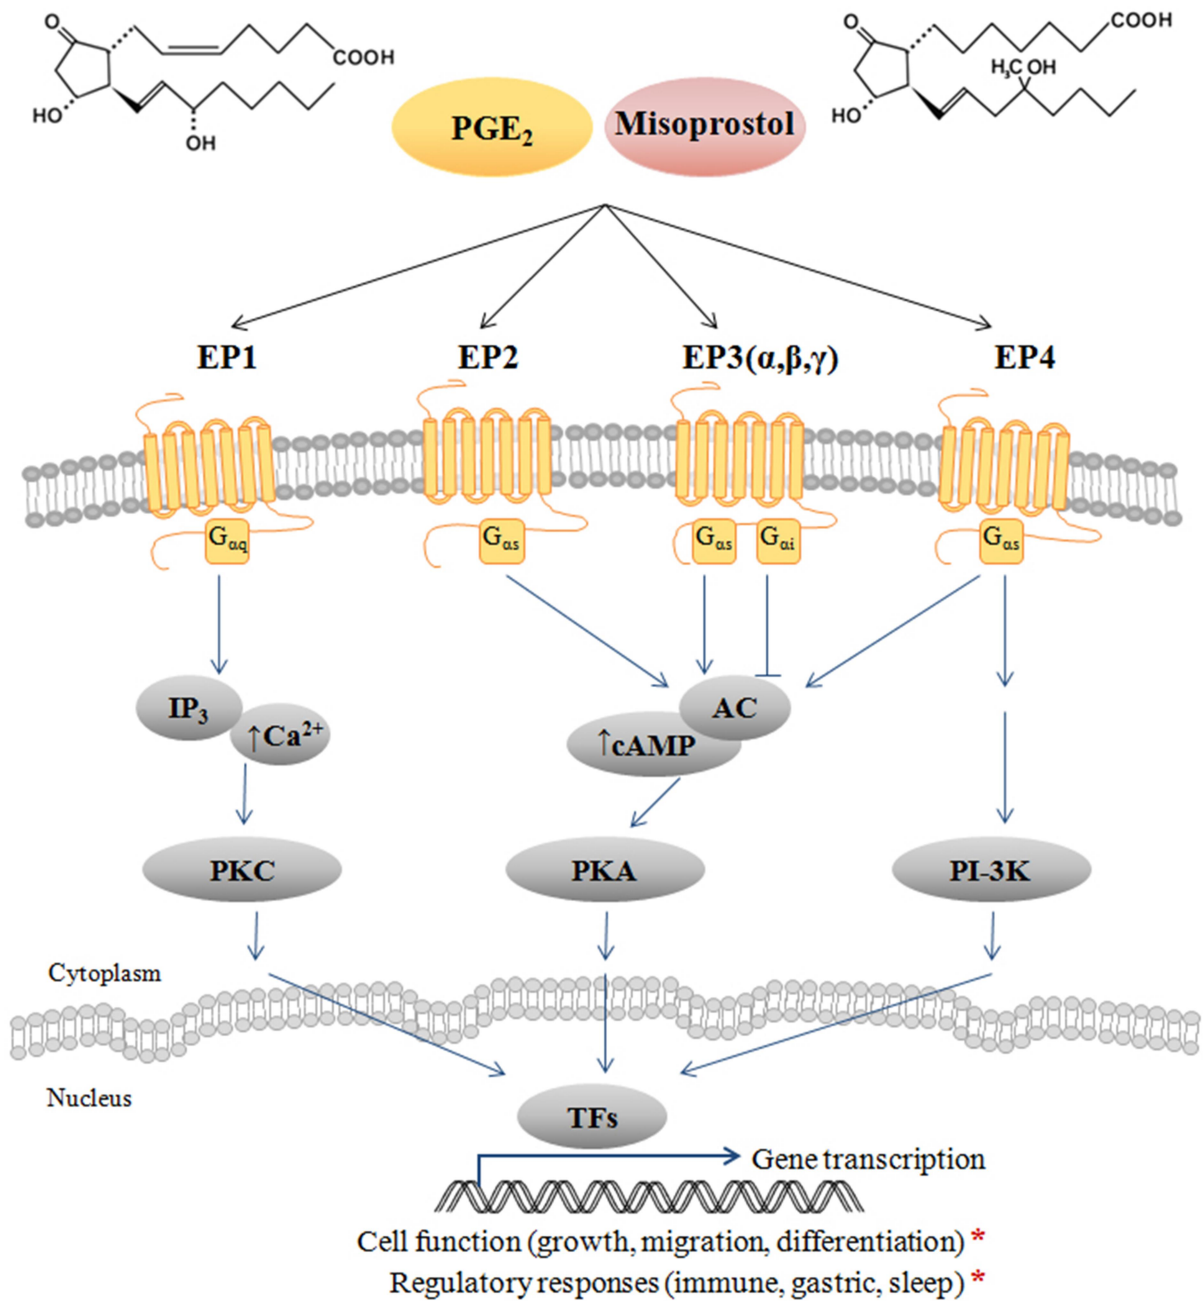 O
COOH
HO
OH
PGE₂
Misoprostol
O
COOH
H₃C OH
HO
EP1
EP2
EP3(α,β,γ)
EP4
Gαq
Gαs
Gαs
Gαi
Gαs
IP₃
↑Ca²⁺
AC
↑cAMP
PKC
PKA
PI-3K
Cytoplasm
Nucleus
TFs
Gene transcription
Cell function (growth, migration, differentiation) *
Regulatory responses (immune, gastric, sleep) *